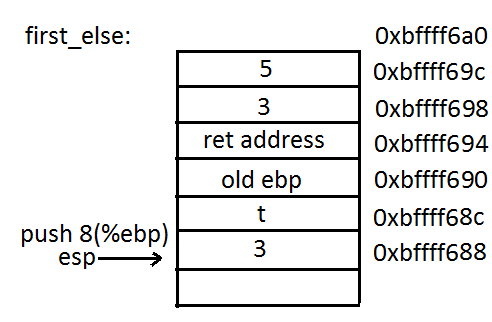 first_else: 0xbffff6a0
5 0xbffff69c
3 0xbffff698
ret address 0xbffff694
old ebp 0xbffff690
t 0xbffff68c
push 8(%ebp)
esp 3 0xbffff688